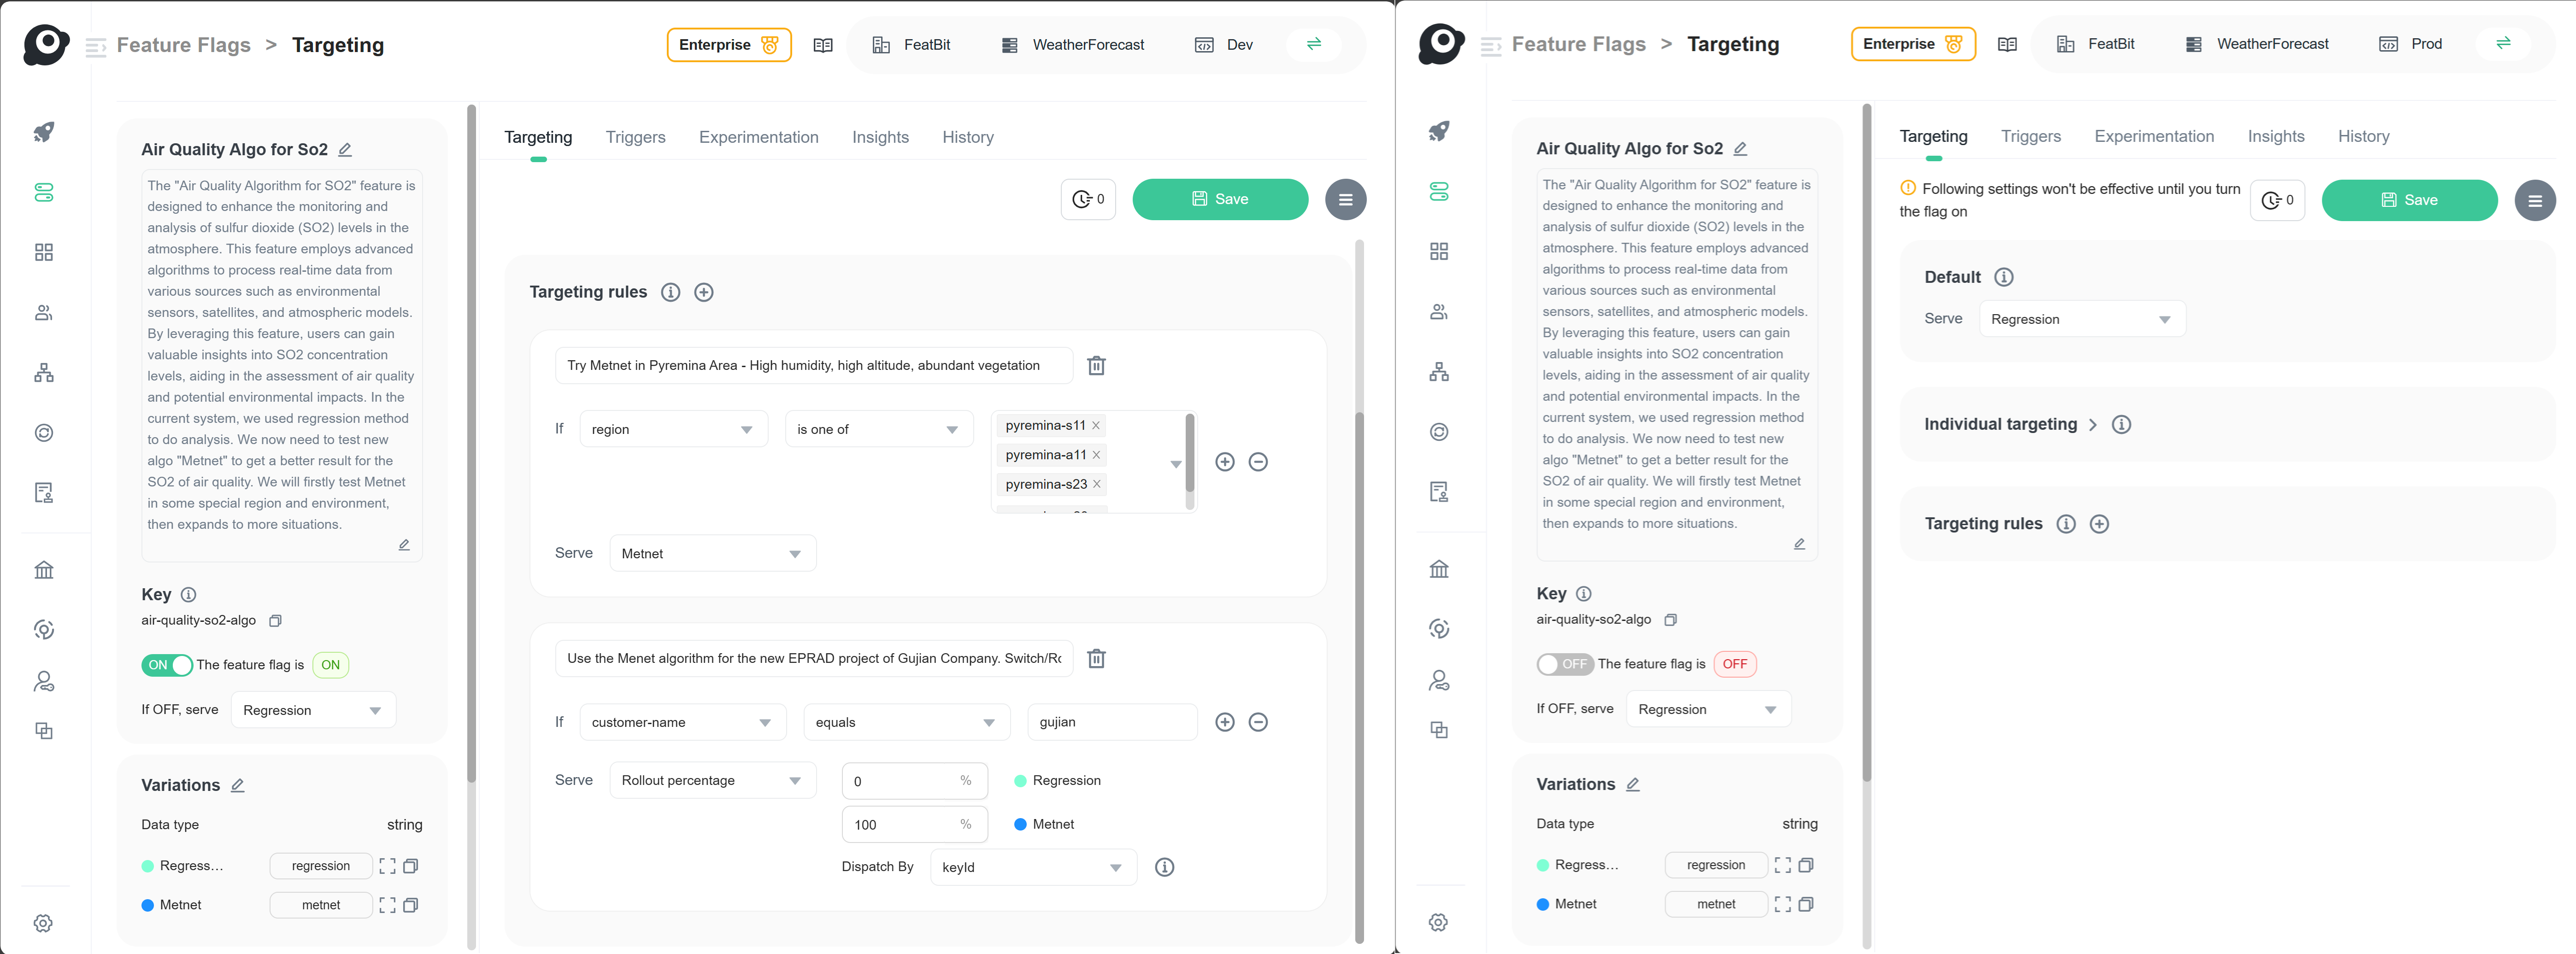 Feature Flags > Targeting
Enterprise
FeatBit
WeatherForecast
Dev
Air Quality Algo for So2
The "Air Quality Algorithm for SO2" feature is
designed to enhance the monitoring and
analysis of sulfur dioxide (SO2) levels in the
atmosphere. This feature employs advanced
algorithms to process real-time data from
various sources such as environmental
sensors, satellites, and atmospheric models.
By leveraging this feature, users can gain
valuable insights into SO2 concentration
levels, aiding in the assessment of air quality
and potential environmental impacts. In the
current system, we used regression method
to do analysis. We now need to test new
algo "Metnet" to get a better result for the
SO2 of air quality. We will firstly test Metnet
in some special region and environment,
then expands to more situations.
Key
air-quality-so2-algo
ON The feature flag is ON
If OFF, serve Regression
Variations
Data type string
Regress... regression
Metnet metnet
Targeting Triggers Experimentation Insights History
0 Save
Targeting rules
Try Metnet in Pyremina Area - High humidity, high altitude, abundant vegetation
If region is one of
pyremina-s11
pyremina-a11
pyremina-s23
Serve Metnet
Use the Menet algorithm for the new EPRAD project of Gujian Company. Switch/Ro
If customer-name equals gujian
Serve Rollout percentage 0 % Regression
100 % Metnet
Dispatch By keyId
Feature Flags > Targeting
Enterprise
FeatBit
WeatherForecast
Prod
Air Quality Algo for So2
The "Air Quality Algorithm for SO2" feature is
designed to enhance the monitoring and
analysis of sulfur dioxide (SO2) levels in the
atmosphere. This feature employs advanced
algorithms to process real-time data from
various sources such as environmental
sensors, satellites, and atmospheric models.
By leveraging this feature, users can gain
valuable insights into SO2 concentration
levels, aiding in the assessment of air quality
and potential environmental impacts. In the
current system, we used regression method
to do analysis. We now need to test new
algo "Metnet" to get a better result for the
SO2 of air quality. We will firstly test Metnet
in some special region and environment,
then expands to more situations.
Key
air-quality-so2-algo
OFF The feature flag is OFF
If OFF, serve Regression
Variations
Data type string
Regress... regression
Metnet metnet
Targeting Triggers Experimentation Insights History
Following settings won't be effective until you turn
the flag on
0 Save
Default
Serve Regression
Individual targeting
Targeting rules